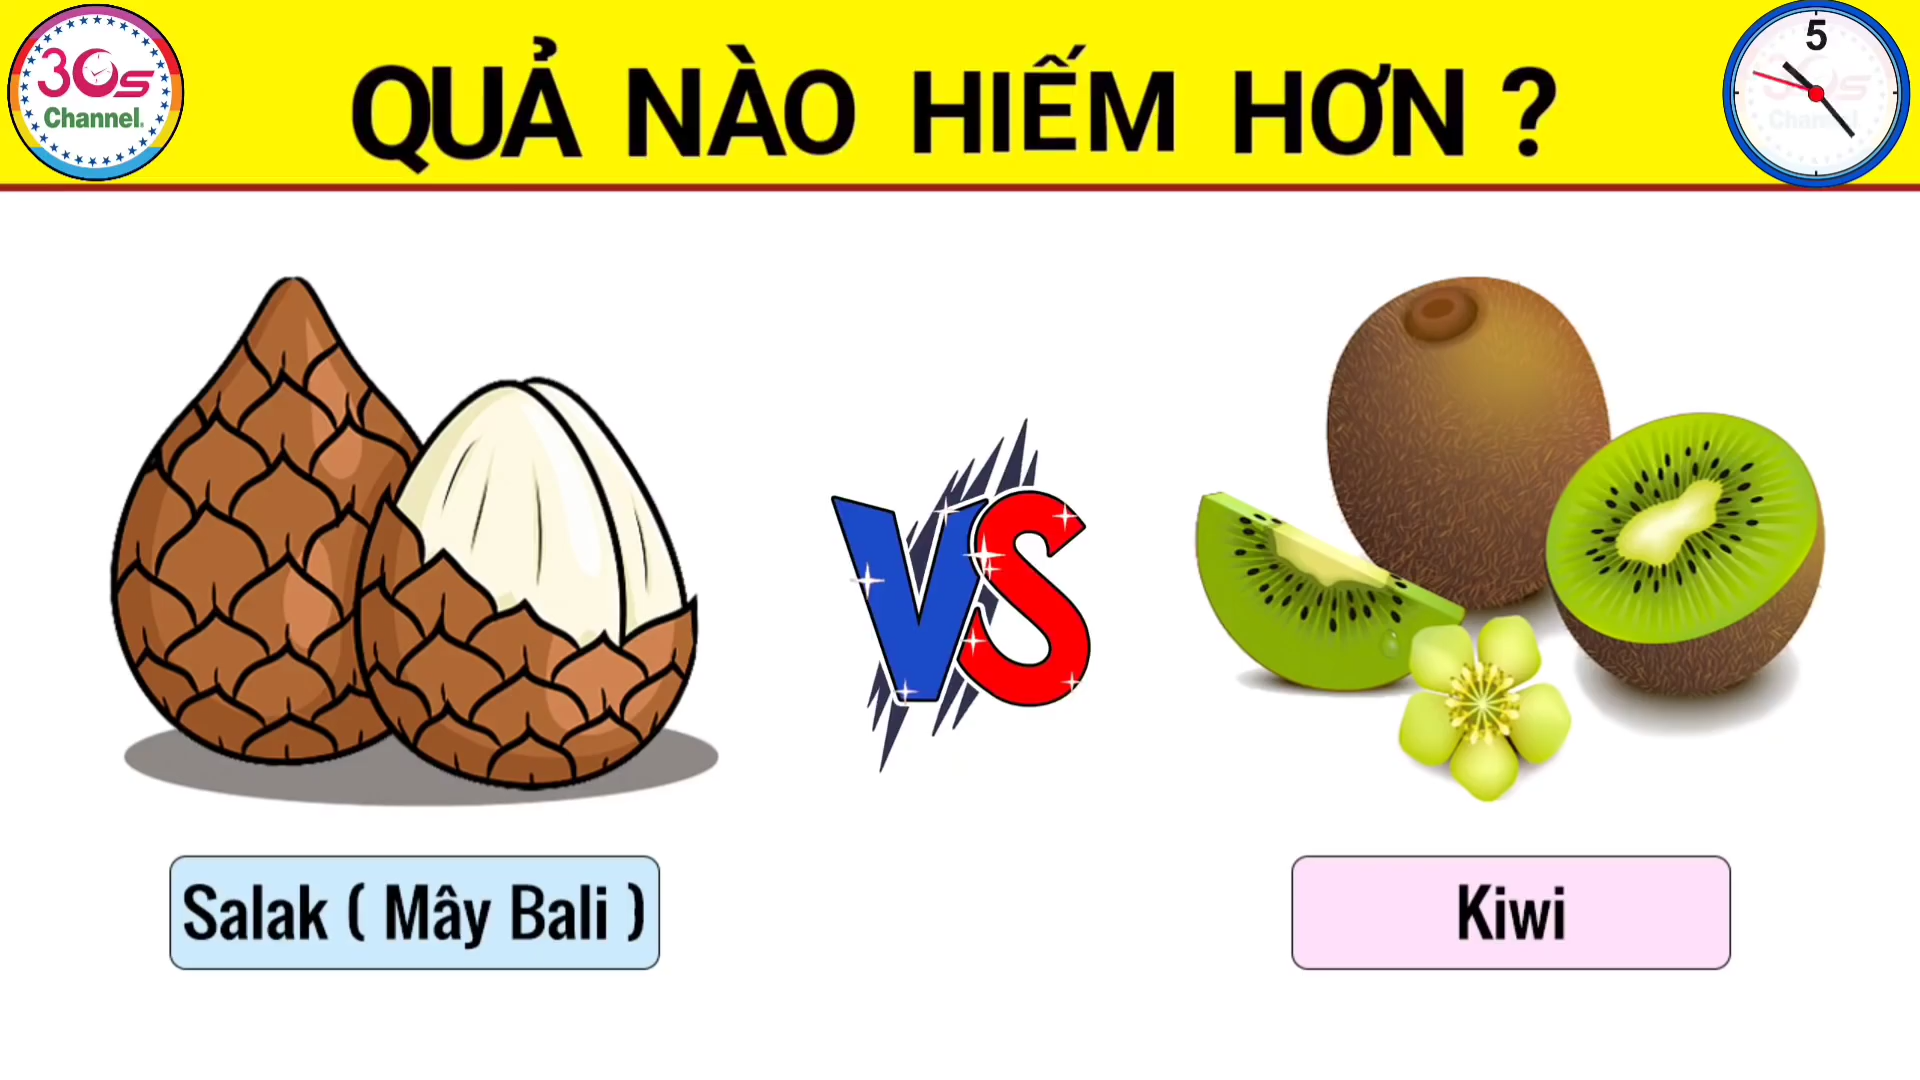 30s
Channel.
QUẢ NÀO HIẾM HƠN ?
5
VS
Salak ( Mây Bali )
Kiwi